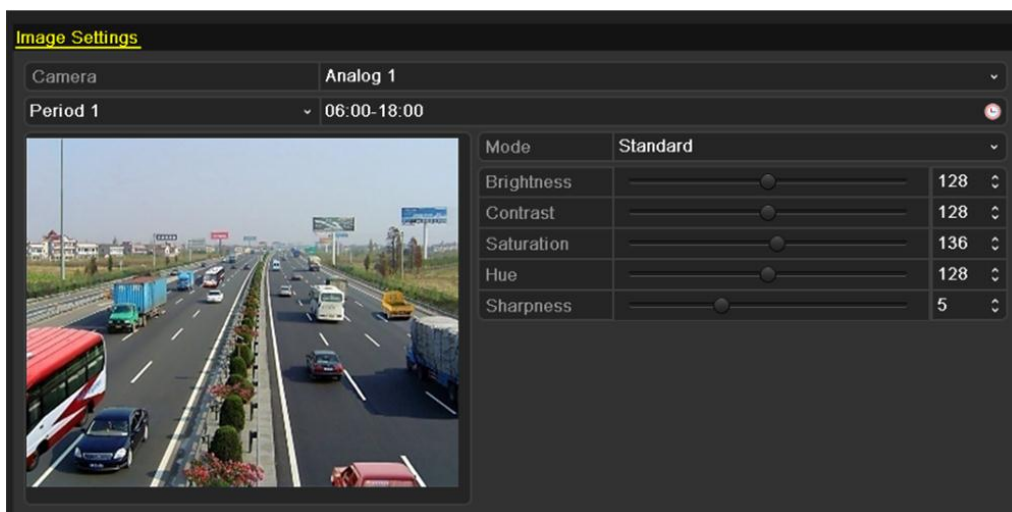 Image Settings
Camera Analog 1
Period 1 06:00-18:00
Mode Standard
Brightness 128
Contrast 128
Saturation 136
Hue 128
Sharpness 5